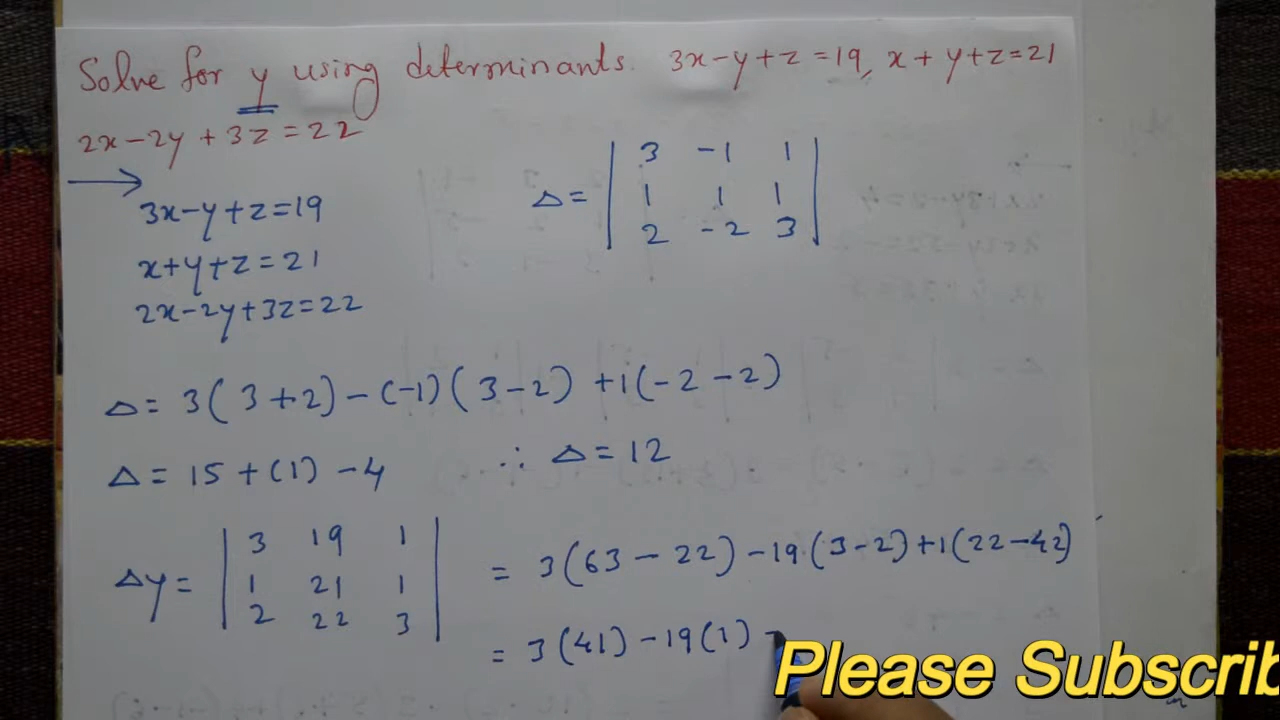 Solve for y using determinants. 3x-y+z=19, x+y+z=21
2x-2y+3z=22
3x-y+z=19
x+y+z=21
2x-2y+3z=22
Δ= | 3 -1 1 |
| 1 1 1 |
| 2 -2 3 |
Δ= 3(3+2)-(-1)(3-2)+1(-2-2)
Δ= 15+(1)-4 ∴ Δ=12
Δy= | 3 19 1 | = 3(63-22)-19(3-2)+1(22-42)
| 1 21 1 |
| 2 22 3 |
= 3(41)-19(1)
Please Subscrib